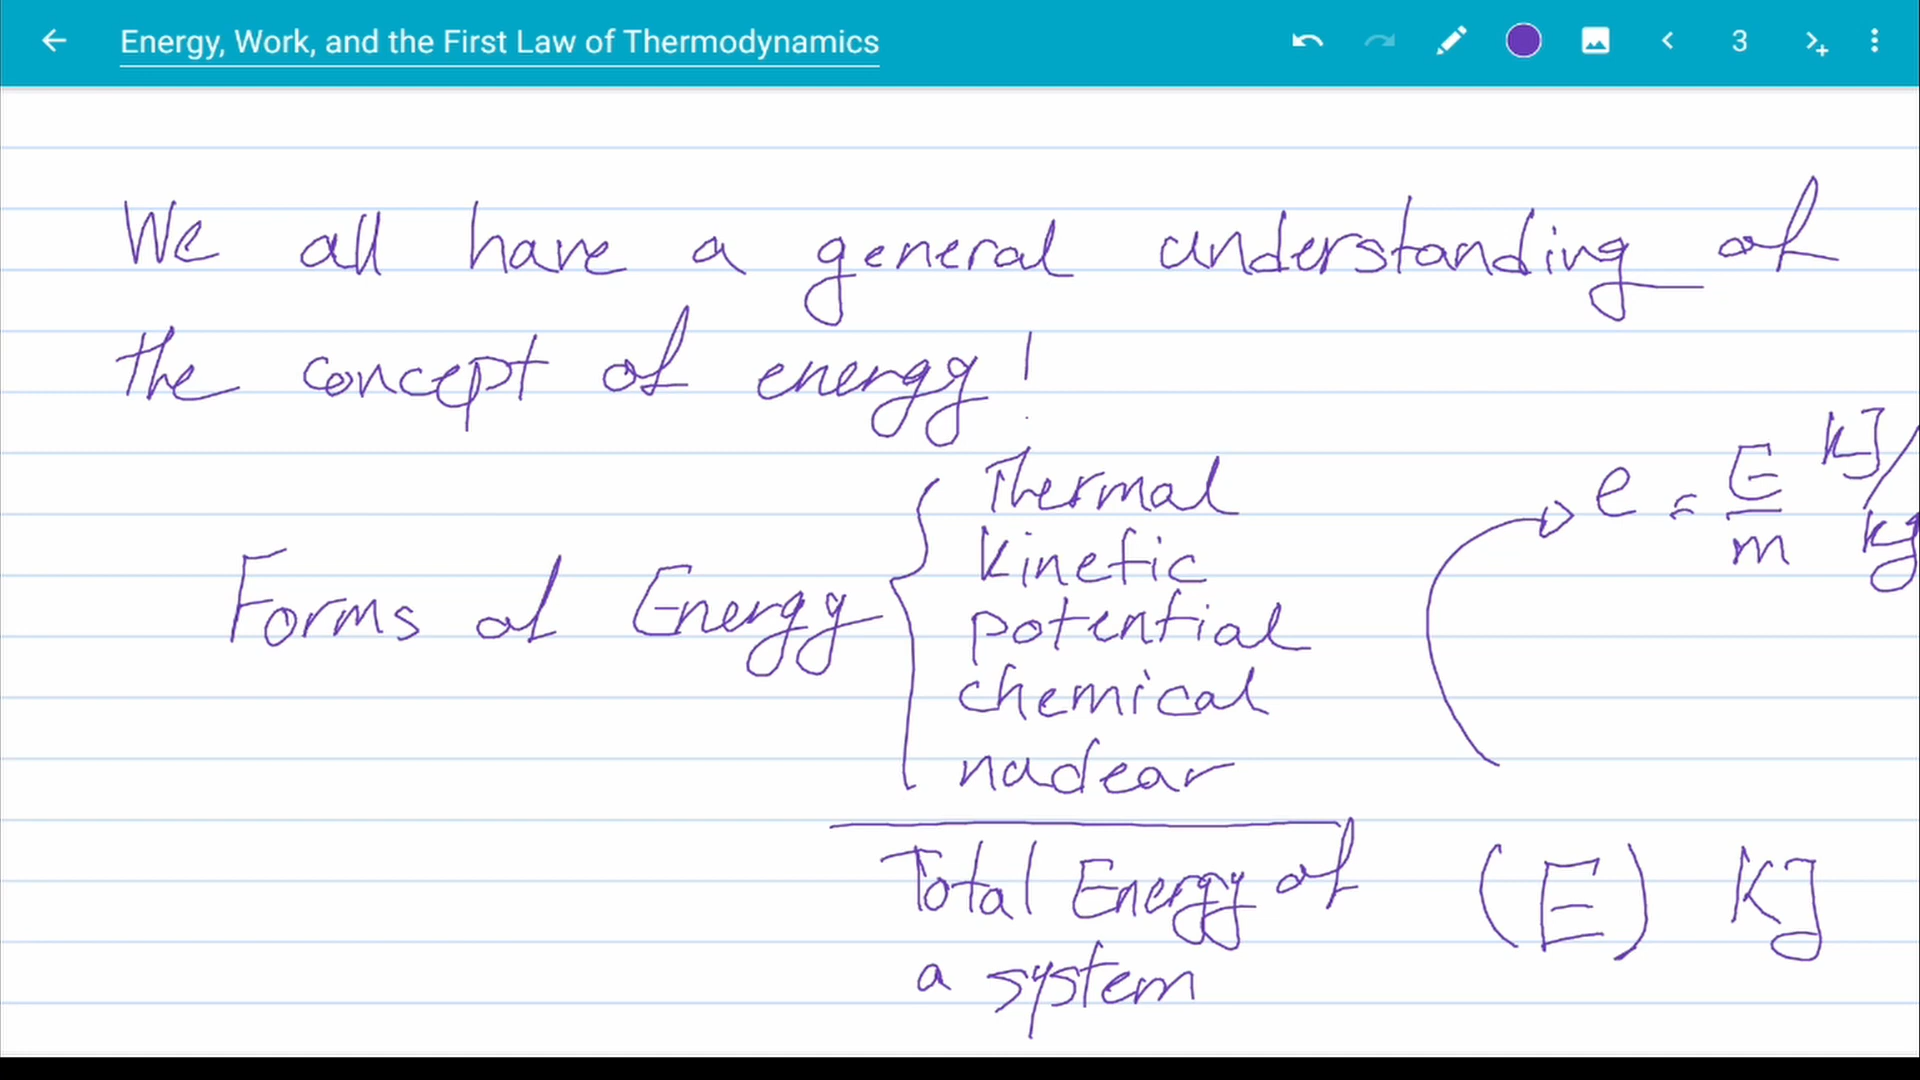 Energy, Work, and the First Law of Thermodynamics
3
We all have a general understanding of
the concept of energy!
Forms of Energy
Thermal
kinetic
potential
chemical
nuclear
e = E/m kJ/kg
Total Energy of
a system
(E) KJ